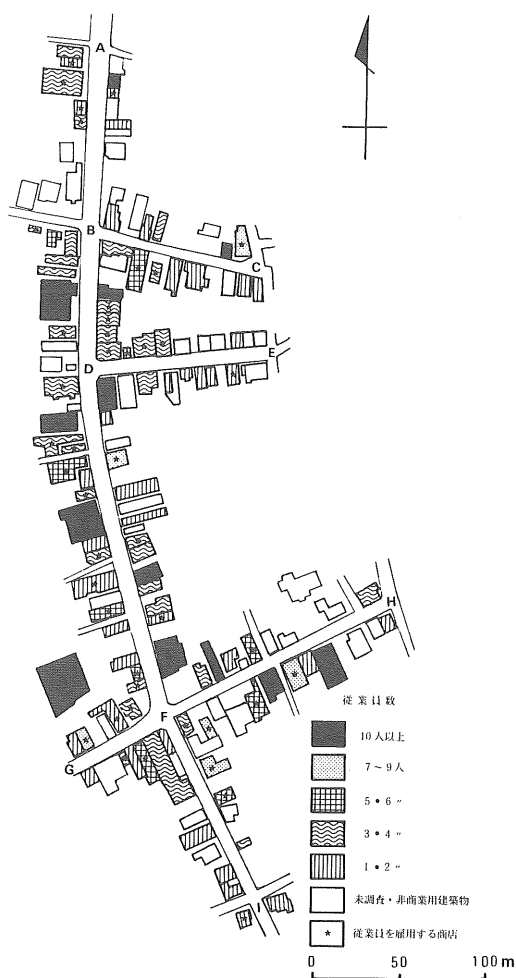 A
B
C
D
E
H
F
G
I
従業員数
10人以上
7～9人
5・6 〃
3・4 〃
1・2 〃
未調査・非商業用建築物
★ 従業員を雇用する商店
0 50 100m